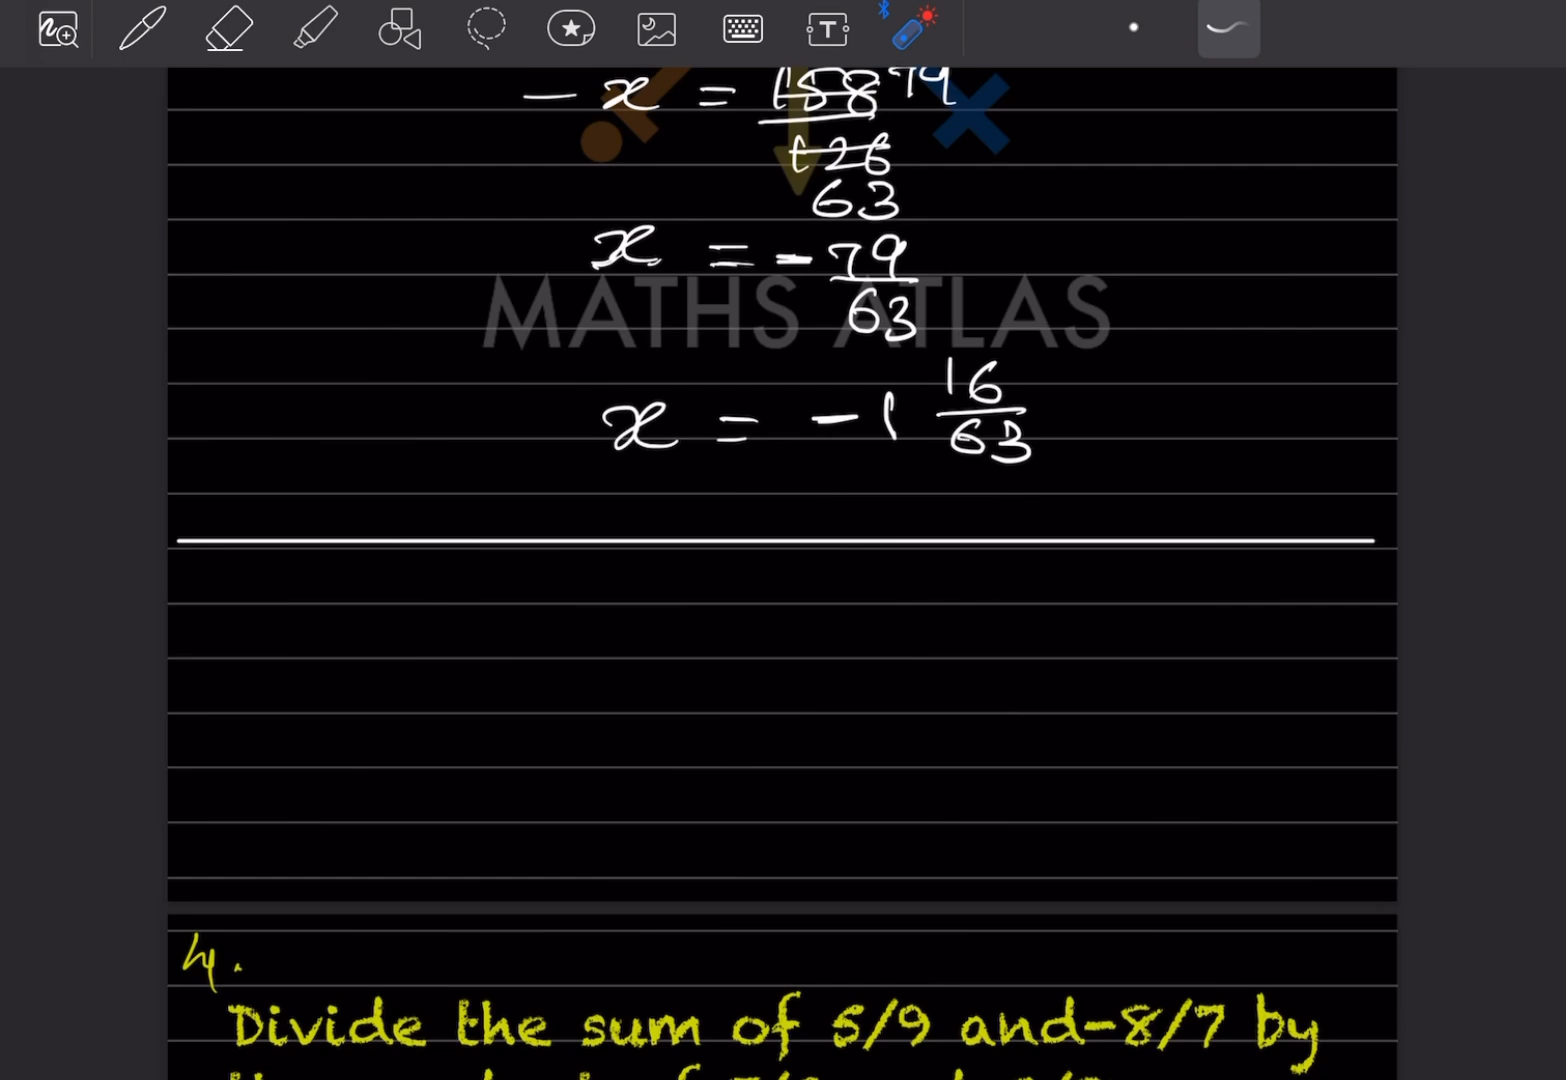 - x = 158 79
126
63
x = - 79
63
MATHS ATLAS
x = -1 16
63
4.
Divide the sum of 5/9 and-8/7 by